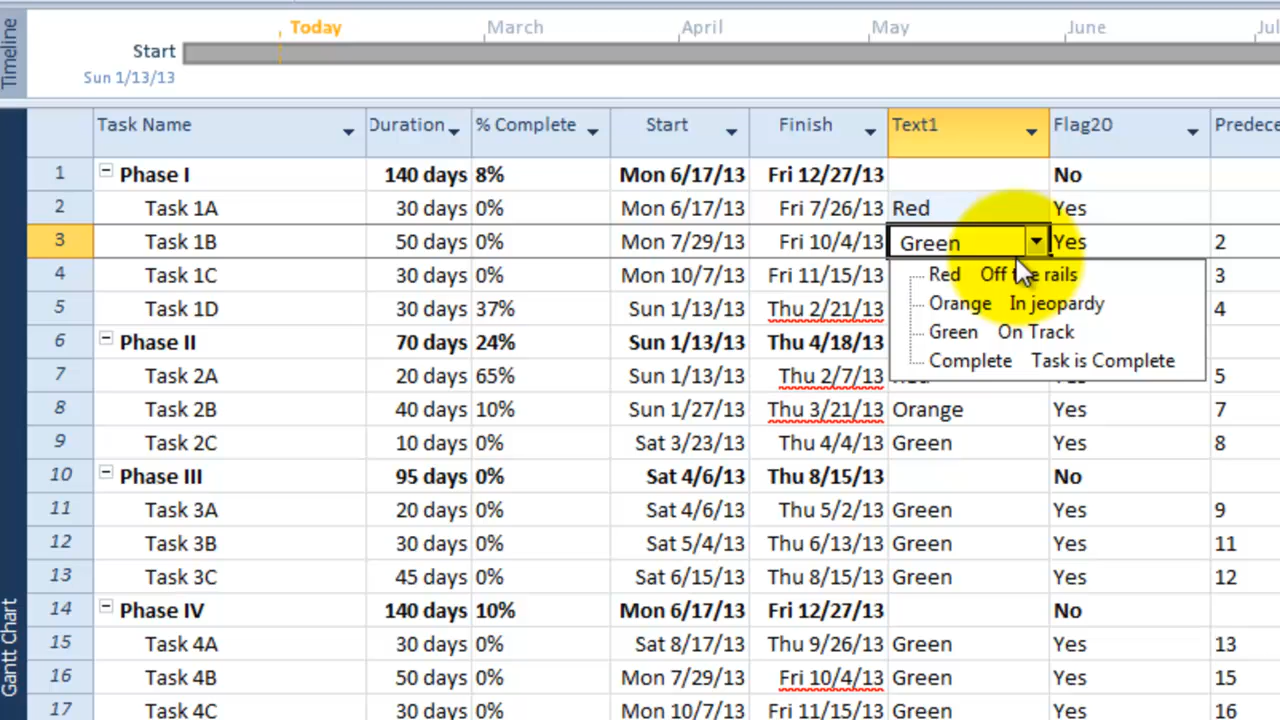 Timeline
Today
March
April
May
June
Start
Sun 1/13/13
Gantt Chart
Task Name Duration % Complete Start Finish Text1 Flag20
1 Phase I 140 days 8% Mon 6/17/13 Fri 12/27/13 No
2 Task 1A 30 days 0% Mon 6/17/13 Fri 7/26/13 Red Yes
3 Task 1B 50 days 0% Mon 7/29/13 Fri 10/4/13 Green Yes 2
4 Task 1C 30 days 0% Mon 10/7/13 Fri 11/15/13 3
5 Task 1D 30 days 37% Sun 1/13/13 Thu 2/21/13 4
Red Off the rails
Orange In jeopardy
Green On Track
Complete Task is Complete
6 Phase II 70 days 24% Sun 1/13/13 Thu 4/18/13
7 Task 2A 20 days 65% Sun 1/13/13 Thu 2/7/13 5
8 Task 2B 40 days 10% Sun 1/27/13 Thu 3/21/13 Orange Yes 7
9 Task 2C 10 days 0% Sat 3/23/13 Thu 4/4/13 Green Yes 8
10 Phase III 95 days 0% Sat 4/6/13 Thu 8/15/13 No
11 Task 3A 20 days 0% Sat 4/6/13 Thu 5/2/13 Green Yes 9
12 Task 3B 30 days 0% Sat 5/4/13 Thu 6/13/13 Green Yes 11
13 Task 3C 45 days 0% Sat 6/15/13 Thu 8/15/13 Green Yes 12
14 Phase IV 140 days 10% Mon 6/17/13 Fri 12/27/13 No
15 Task 4A 30 days 0% Sat 8/17/13 Thu 9/26/13 Green Yes 13
16 Task 4B 50 days 0% Mon 7/29/13 Fri 10/4/13 Green Yes 15
17 Task 4C 30 days 0% Mon 10/7/13 Fri 11/15/13 Green Yes 16